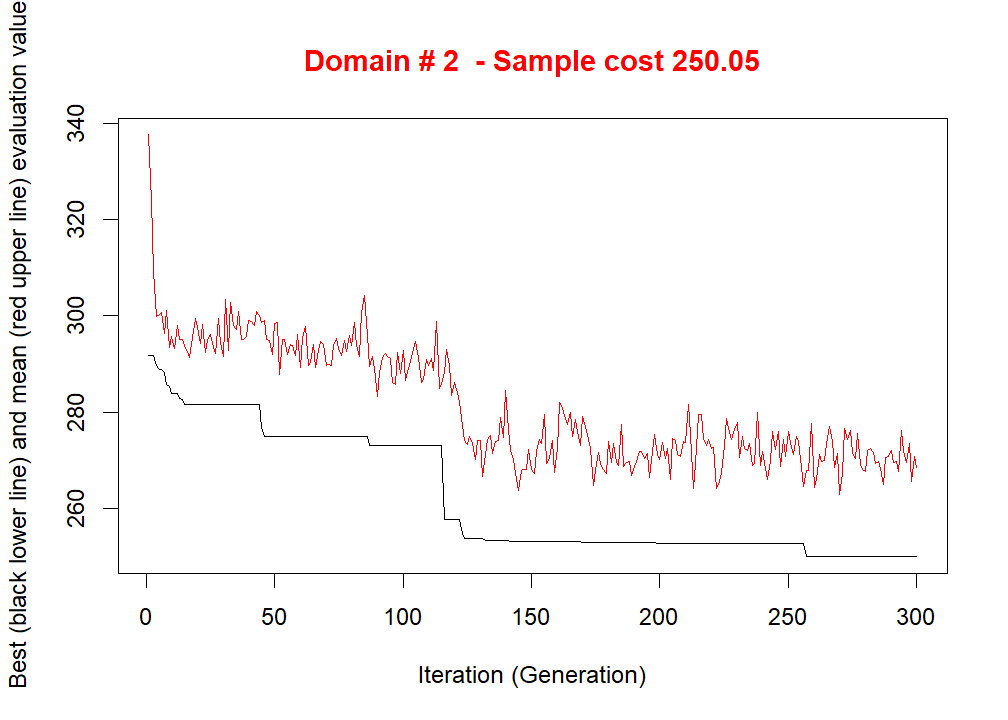 Domain # 2  - Sample cost 250.05
Best (black lower line) and mean (red upper line) evaluation value
340
320
300
280
260
0 50 100 150 200 250 300
Iteration (Generation)